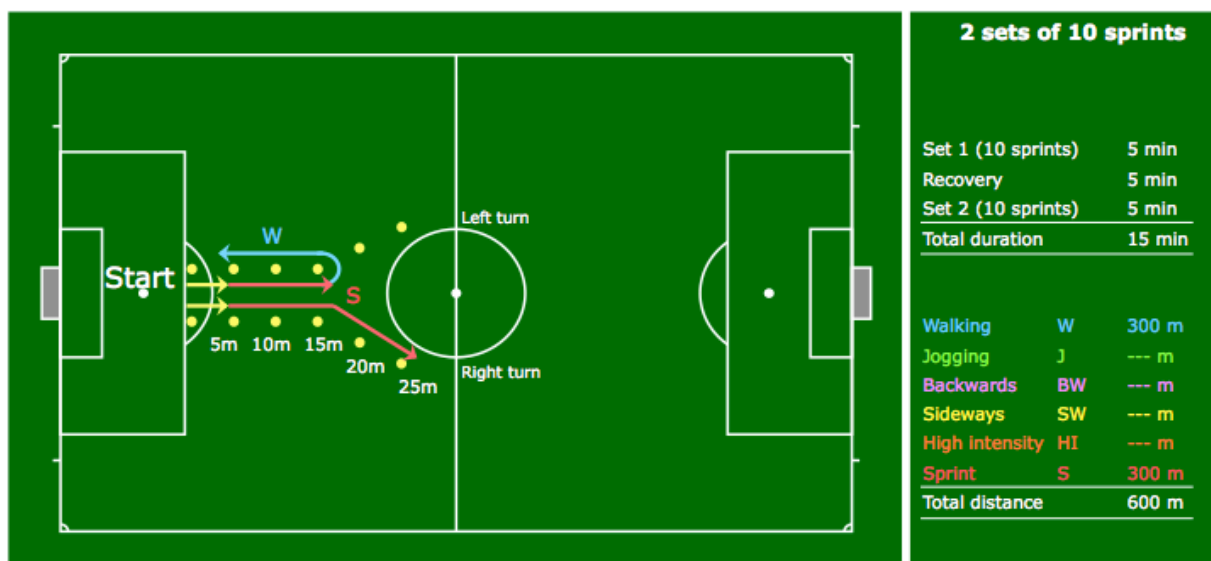 2 sets of 10 sprints
Left turn
W
Start
S
5m 10m 15m
20m
25m
Right turn
Set 1 (10 sprints) 5 min
Recovery 5 min
Set 2 (10 sprints) 5 min
Total duration 15 min
Walking W 300 m
Jogging J --- m
Backwards BW --- m
Sideways SW --- m
High intensity HI --- m
Sprint S 300 m
Total distance 600 m